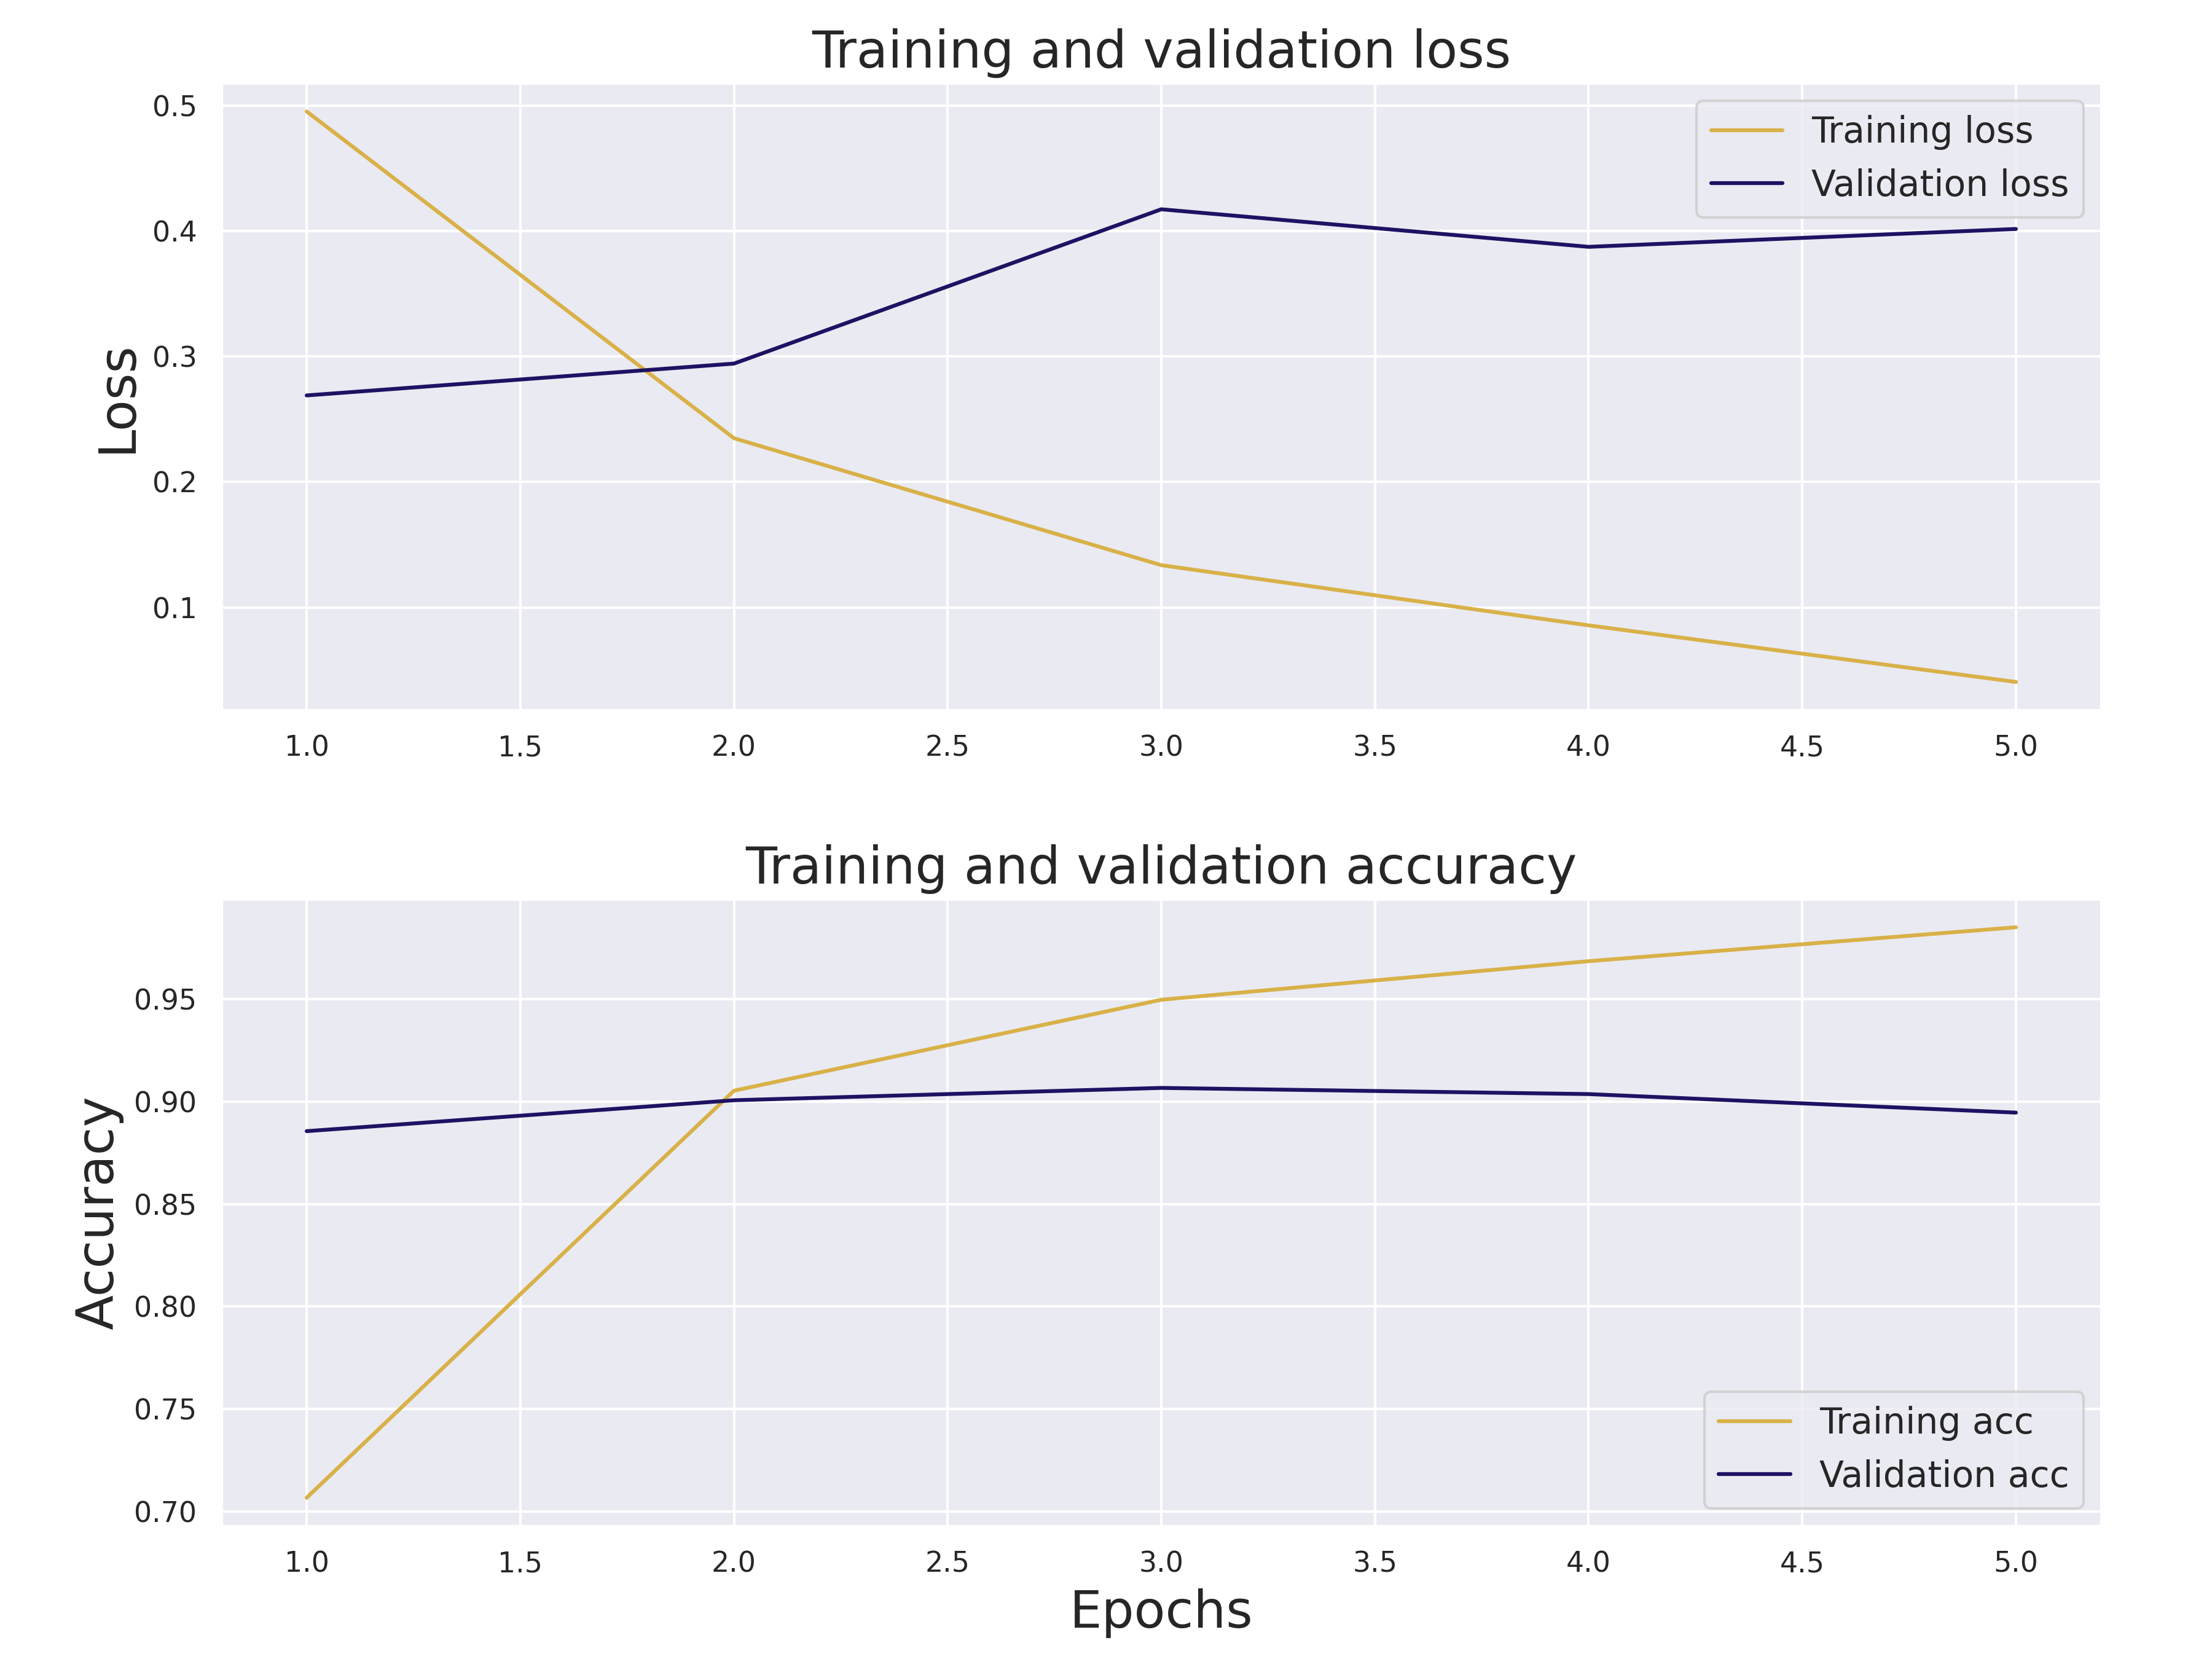 Training and validation loss
Loss
0.5
0.4
0.3
0.2
0.1
Training loss
Validation loss
1.0 1.5 2.0 2.5 3.0 3.5 4.0 4.5 5.0
Training and validation accuracy
Accuracy
0.95
0.90
0.85
0.80
0.75
0.70
Training acc
Validation acc
1.0 1.5 2.0 2.5 3.0 3.5 4.0 4.5 5.0
Epochs